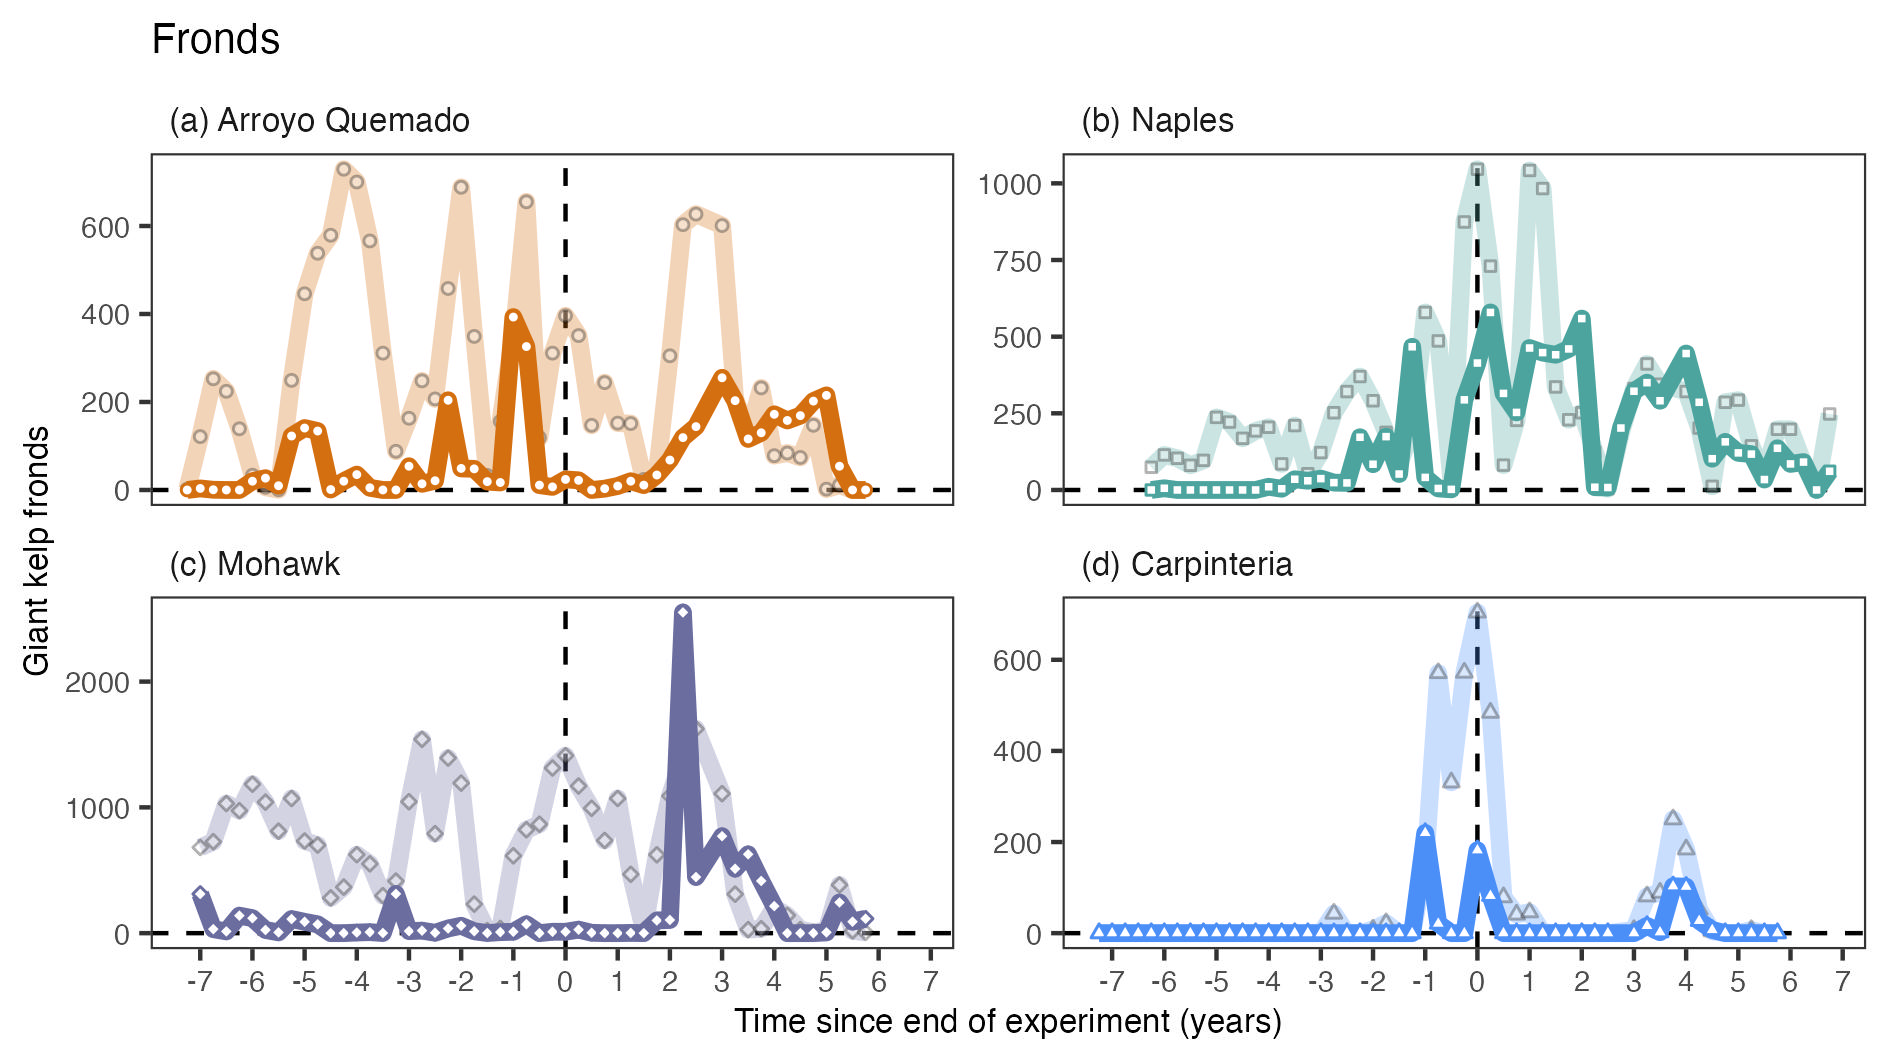 Fronds
(a) Arroyo Quemado
(b) Naples
600
400
200
0
1000
750
500
250
0
Giant kelp fronds
(c) Mohawk
(d) Carpinteria
2000
1000
0
600
400
200
0
-7 -6 -5 -4 -3 -2 -1 0 1 2 3 4 5 6 7
-7 -6 -5 -4 -3 -2 -1 0 1 2 3 4 5 6 7
Time since end of experiment (years)